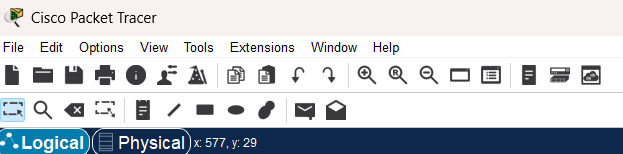 Cisco Packet Tracer
File Edit Options View Tools Extensions Window Help
Logical Physical x: 577, y: 29